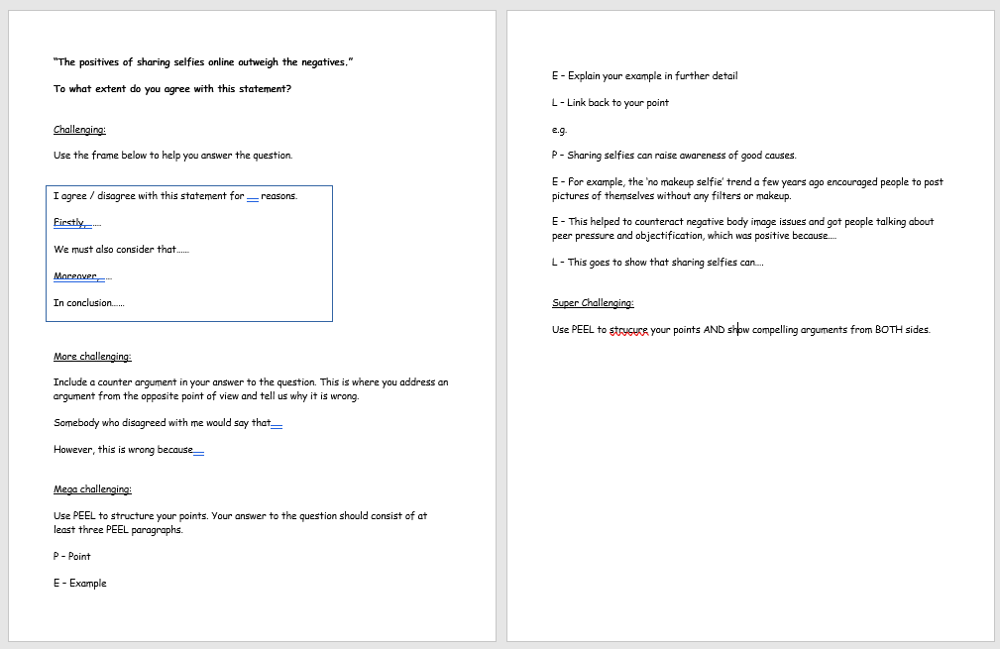 “The positives of sharing selfies online outweigh the negatives.”
To what extent do you agree with this statement?
Challenging:
Use the frame below to help you answer the question.
I agree / disagree with this statement for ___ reasons.
Firstly,……
We must also consider that……
Moreover,……
In conclusion……
More challenging:
Include a counter argument in your answer to the question. This is where you address an
argument from the opposite point of view and tell us why it is wrong.
Somebody who disagreed with me would say that….
However, this is wrong because….
Mega challenging:
Use PEEL to structure your points. Your answer to the question should consist of at
least three PEEL paragraphs.
P – Point
E – Example
E – Explain your example in further detail
L – Link back to your point
e.g.
P – Sharing selfies can raise awareness of good causes.
E – For example, the ‘no makeup selfie’ trend a few years ago encouraged people to post
pictures of themselves without any filters or makeup.
E – This helped to counteract negative body image issues and got people talking about
peer pressure and objectification, which was positive because….
L – This goes to show that sharing selfies can….
Super Challenging:
Use PEEL to strucure your points AND show compelling arguments from BOTH sides.